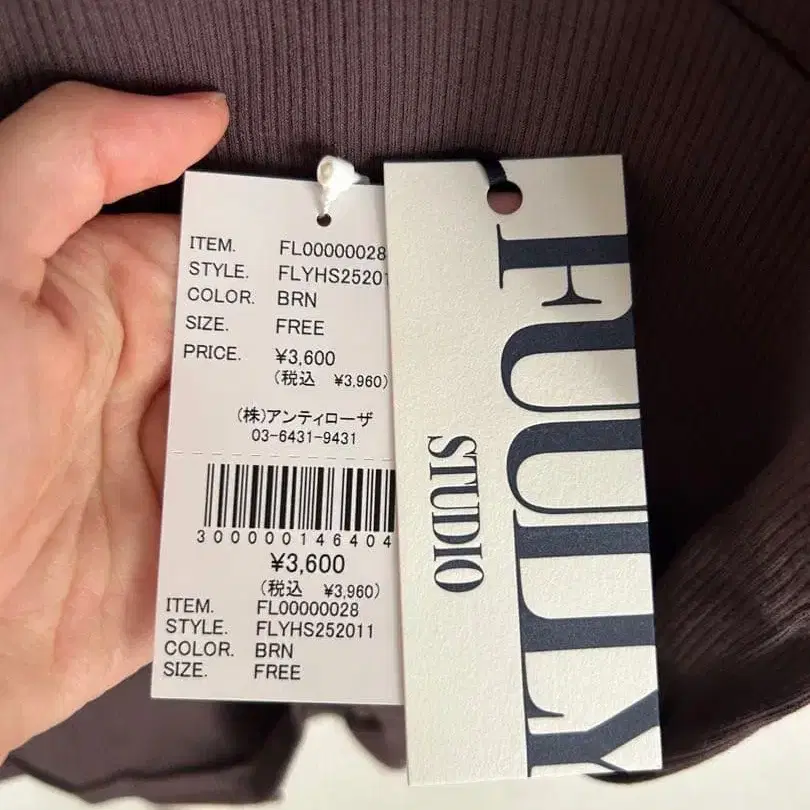 ITEM. FL00000028
STYLE. FLYHS25201
COLOR. BRN
SIZE. FREE
PRICE. ¥3,600
(税込 ¥3,960)
(株)アンティローザ
03-6431-9431
300000146404
¥3,600
(税込 ¥3,960)
ITEM. FL00000028
STYLE. FLYHS252011
COLOR. BRN
SIZE. FREE
FUULLY
STUDIO